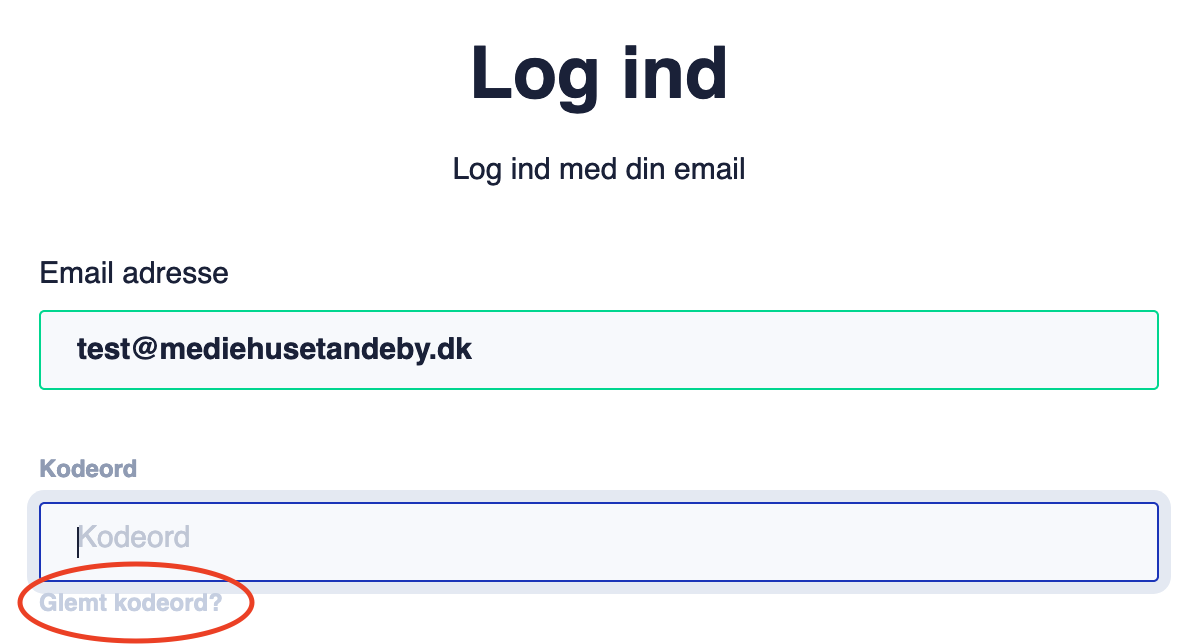 Log ind
Log ind med din email
Email adresse
test@mediehusetandeby.dk
Kodeord
Kodeord
Glemt kodeord?